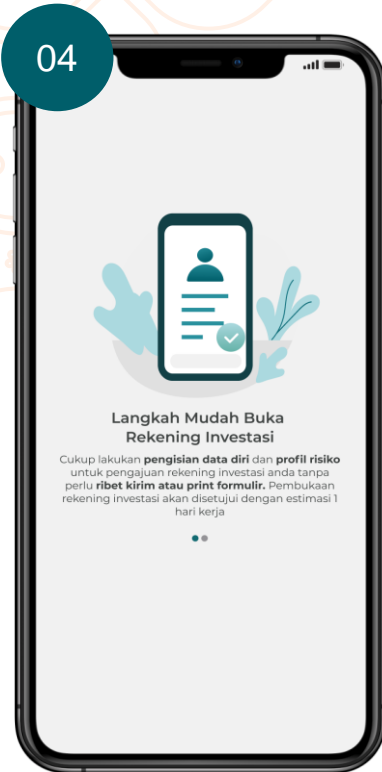 04
Langkah Mudah Buka
Rekening Investasi
Cukup lakukan pengisian data diri dan profil risiko
untuk pengajuan rekening investasi anda tanpa
perlu ribet kirim atau print formulir. Pembukaan
rekening investasi akan disetujui dengan estimasi 1
hari kerja